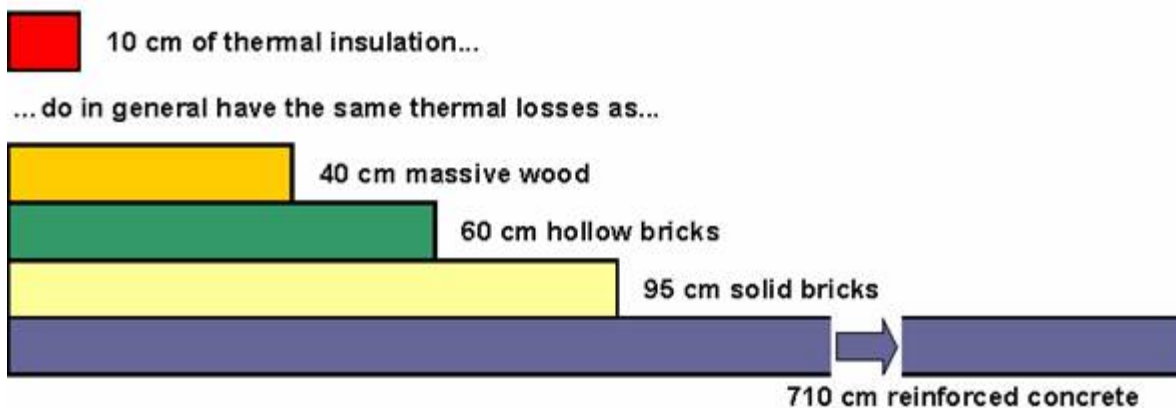 10 cm of thermal insulation...
... do in general have the same thermal losses as...
40 cm massive wood
60 cm hollow bricks
95 cm solid bricks
710 cm reinforced concrete